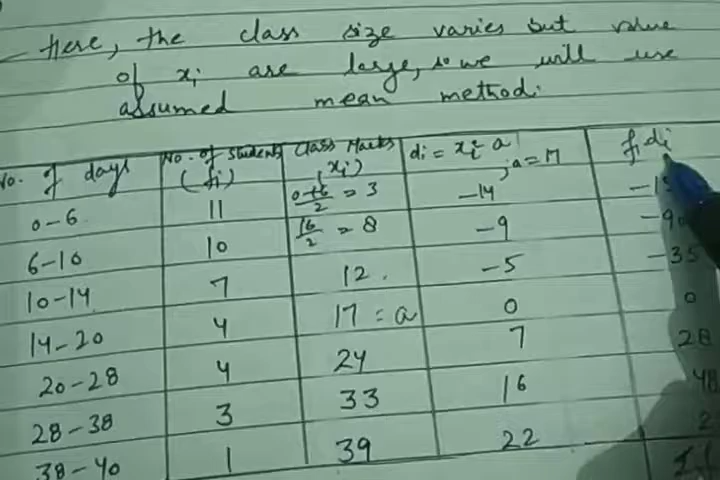 Here, the class size varies but value
of xi are large, so we will use
assumed mean method.
No. of days No. of Students (fi) Class Marks (xi) di = xi - a ; a = 17 fidi
0-6 11 0+6/2 = 3 -14
6-10 10 16/2 = 8 -9 -90
10-14 7 12. -5 -35
14-20 4 17 = a 0 0
20-28 4 24 7 28
28-38 3 33 16 48
38-40 1 39 22